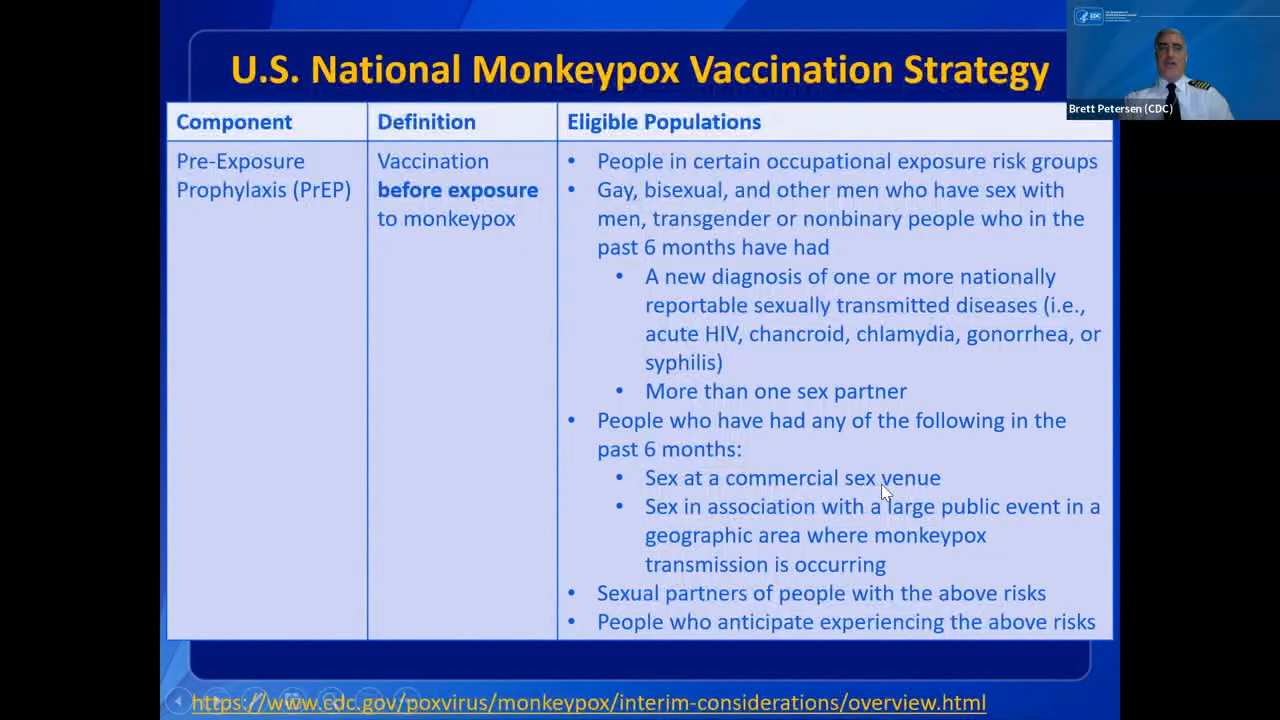 U.S. National Monkeypox Vaccination Strategy
CDC
Brett Petersen (CDC)
Component
Definition
Eligible Populations
Pre-Exposure
Prophylaxis (PrEP)
Vaccination
before exposure
to monkeypox
• People in certain occupational exposure risk groups
• Gay, bisexual, and other men who have sex with
men, transgender or nonbinary people who in the
past 6 months have had
• A new diagnosis of one or more nationally
reportable sexually transmitted diseases (i.e.,
acute HIV, chancroid, chlamydia, gonorrhea, or
syphilis)
• More than one sex partner
• People who have had any of the following in the
past 6 months:
• Sex at a commercial sex venue
• Sex in association with a large public event in a
geographic area where monkeypox
transmission is occurring
• Sexual partners of people with the above risks
• People who anticipate experiencing the above risks
https://www.cdc.gov/poxvirus/monkeypox/interim-considerations/overview.html